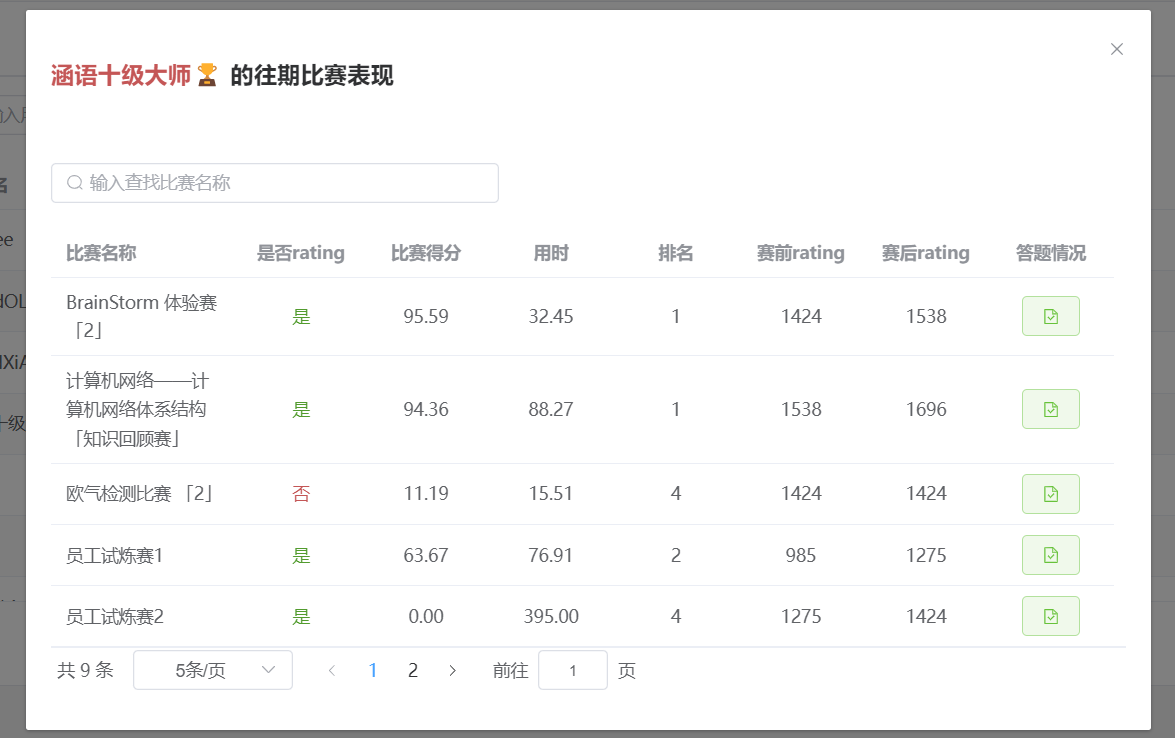 涵语十级大师🏆 的往期比赛表现
输入查找比赛名称
比赛名称 是否rating 比赛得分 用时 排名 赛前rating 赛后rating 答题情况
BrainStorm 体验赛
「2」
是 95.59 32.45 1 1424 1538
计算机网络——计
算机网络体系结构
「知识回顾赛」
是 94.36 88.27 1 1538 1696
欧气检测比赛 「2」 否 11.19 15.51 4 1424 1424
员工试炼赛1 是 63.67 76.91 2 985 1275
员工试炼赛2 是 0.00 395.00 4 1275 1424
共 9 条 5条/页 1 2 前往 1 页